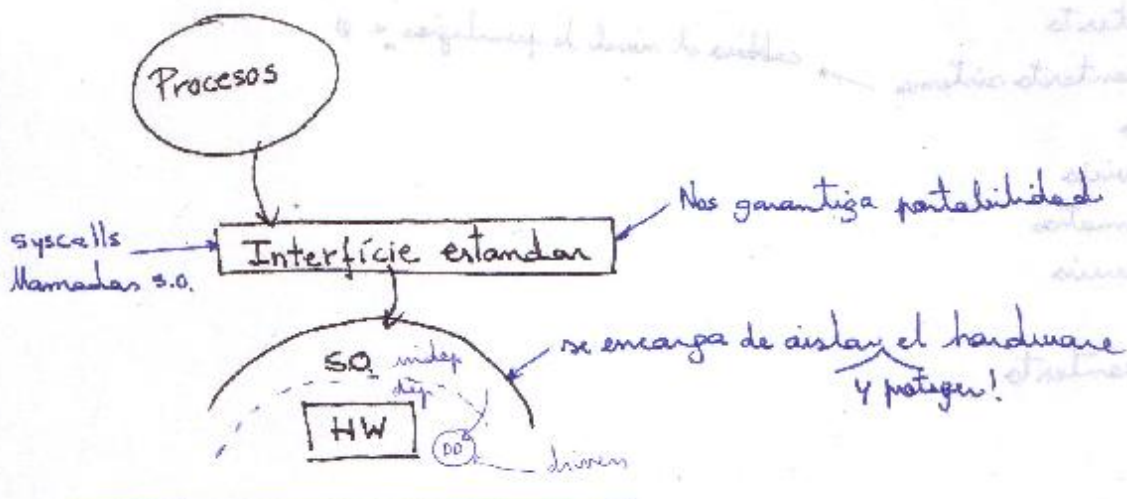 Procesos
Nos garantiza portabilidad
syscalls
llamadas s.o.
Interfície estandar
se encarga de aislar el hardware
y proteger!
S.O. indep
dep
HW
DD
drivers